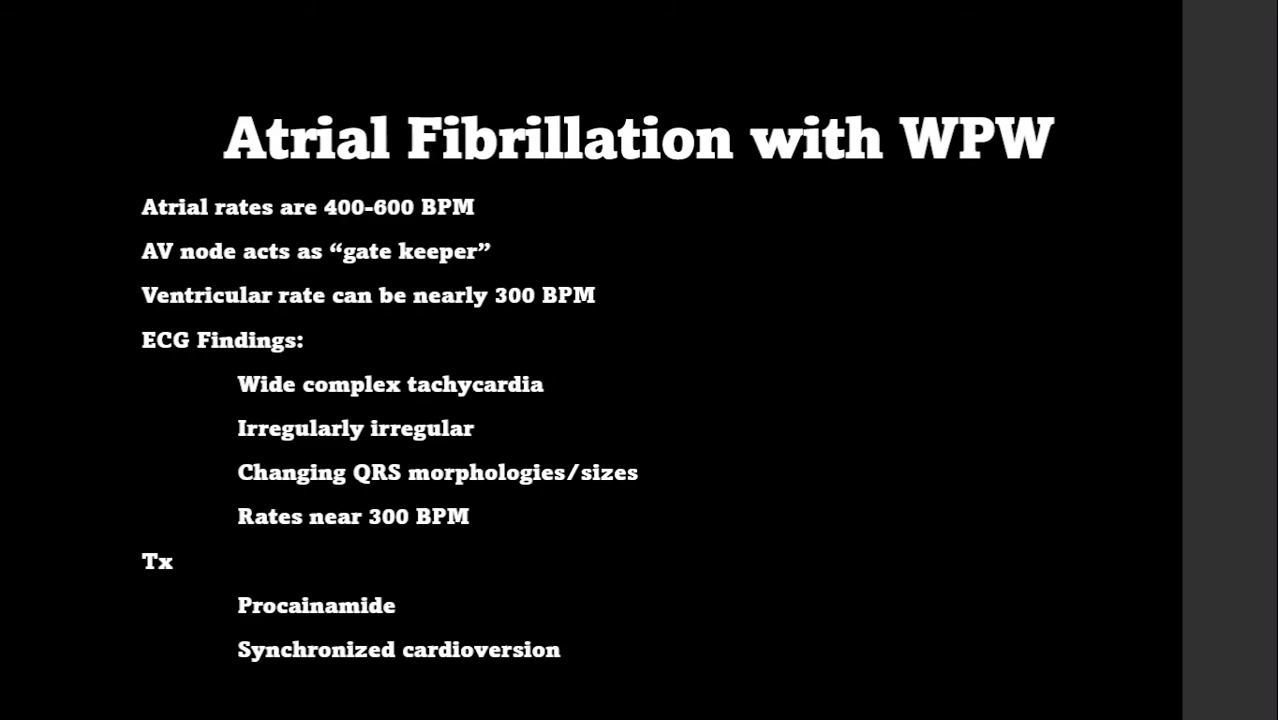 Atrial Fibrillation with WPW
Atrial rates are 400-600 BPM
AV node acts as “gate keeper”
Ventricular rate can be nearly 300 BPM
ECG Findings:
Wide complex tachycardia
Irregularly irregular
Changing QRS morphologies/sizes
Rates near 300 BPM
Tx
Procainamide
Synchronized cardioversion